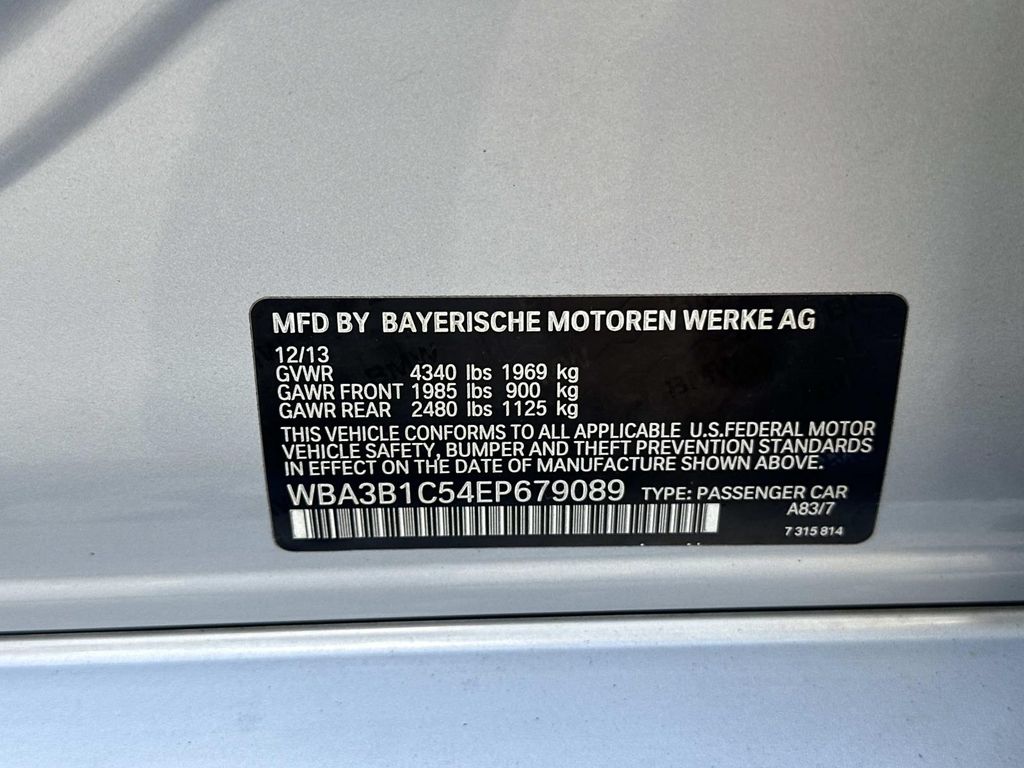 MFD BY BAYERISCHE MOTOREN WERKE AG
12/13
GVWR 4340 lbs 1969 kg
GAWR FRONT 1985 lbs 900 kg
GAWR REAR 2480 lbs 1125 kg
THIS VEHICLE CONFORMS TO ALL APPLICABLE U.S.FEDERAL MOTOR
VEHICLE SAFETY, BUMPER AND THEFT PREVENTION STANDARDS
IN EFFECT ON THE DATE OF MANUFACTURE SHOWN ABOVE.
WBA3B1C54EP679089 TYPE: PASSENGER CAR
A83/7
7 315 814